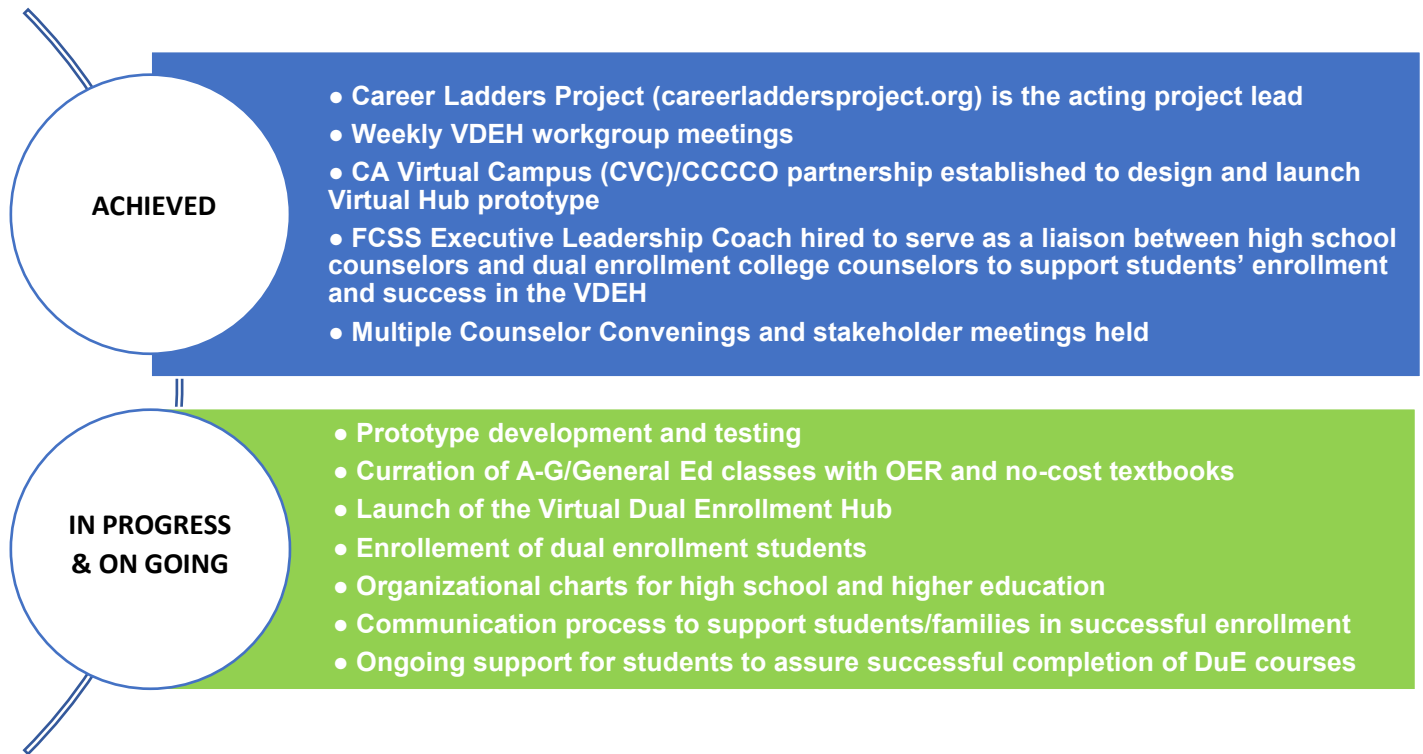 ACHIEVED
● Career Ladders Project (careerladdersproject.org) is the acting project lead
● Weekly VDEH workgroup meetings
● CA Virtual Campus (CVC)/CCCCO partnership established to design and launch
Virtual Hub prototype
● FCSS Executive Leadership Coach hired to serve as a liaison between high school
counselors and dual enrollment college counselors to support students’ enrollment
and success in the VDEH
● Multiple Counselor Convenings and stakeholder meetings held
IN PROGRESS
& ON GOING
● Prototype development and testing
● Curration of A-G/General Ed classes with OER and no-cost textbooks
● Launch of the Virtual Dual Enrollment Hub
● Enrollement of dual enrollment students
● Organizational charts for high school and higher education
● Communication process to support students/families in successful enrollment
● Ongoing support for students to assure successful completion of DuE courses